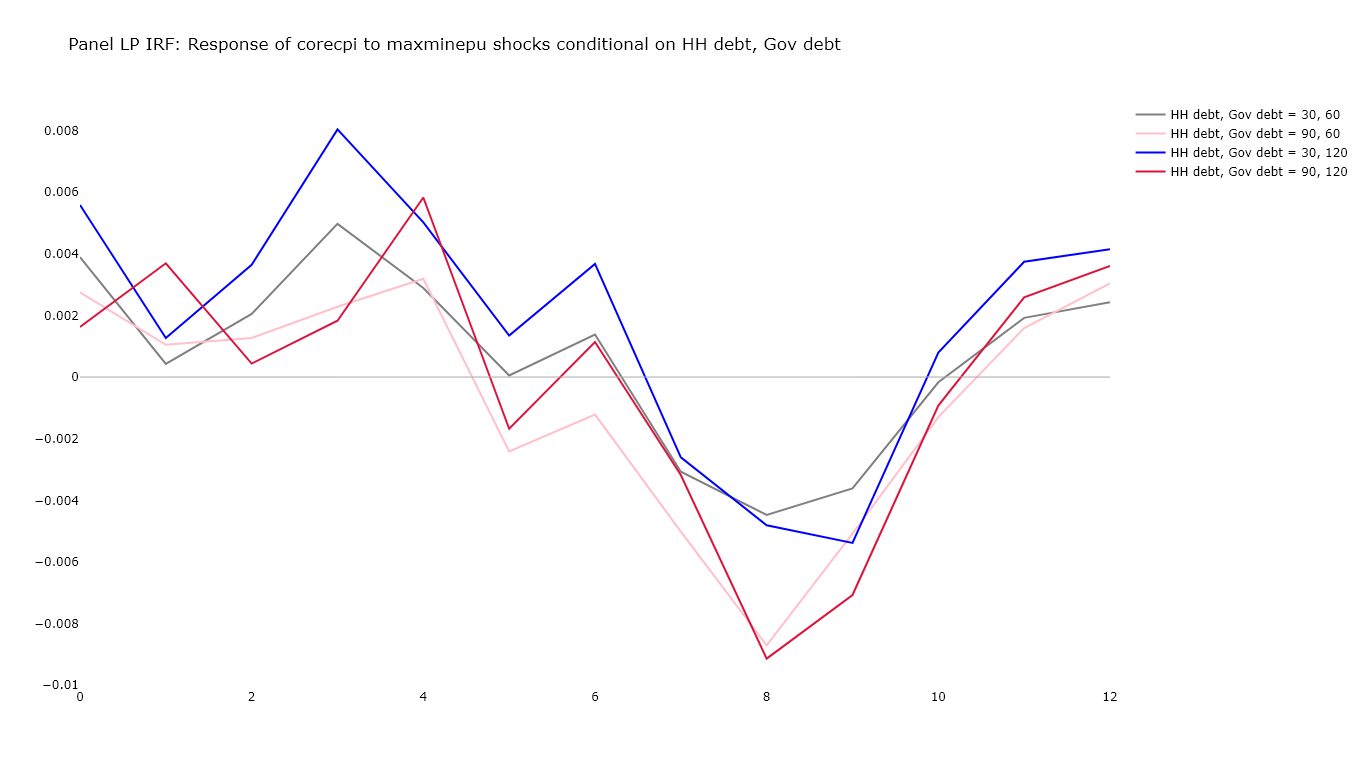 Panel LP IRF: Response of corecpi to maxminepu shocks conditional on HH debt, Gov debt
HH debt, Gov debt = 30, 60
HH debt, Gov debt = 90, 60
HH debt, Gov debt = 30, 120
HH debt, Gov debt = 90, 120
0.008
0.006
0.004
0.002
0
−0.002
−0.004
−0.006
−0.008
−0.01
0 2 4 6 8 10 12